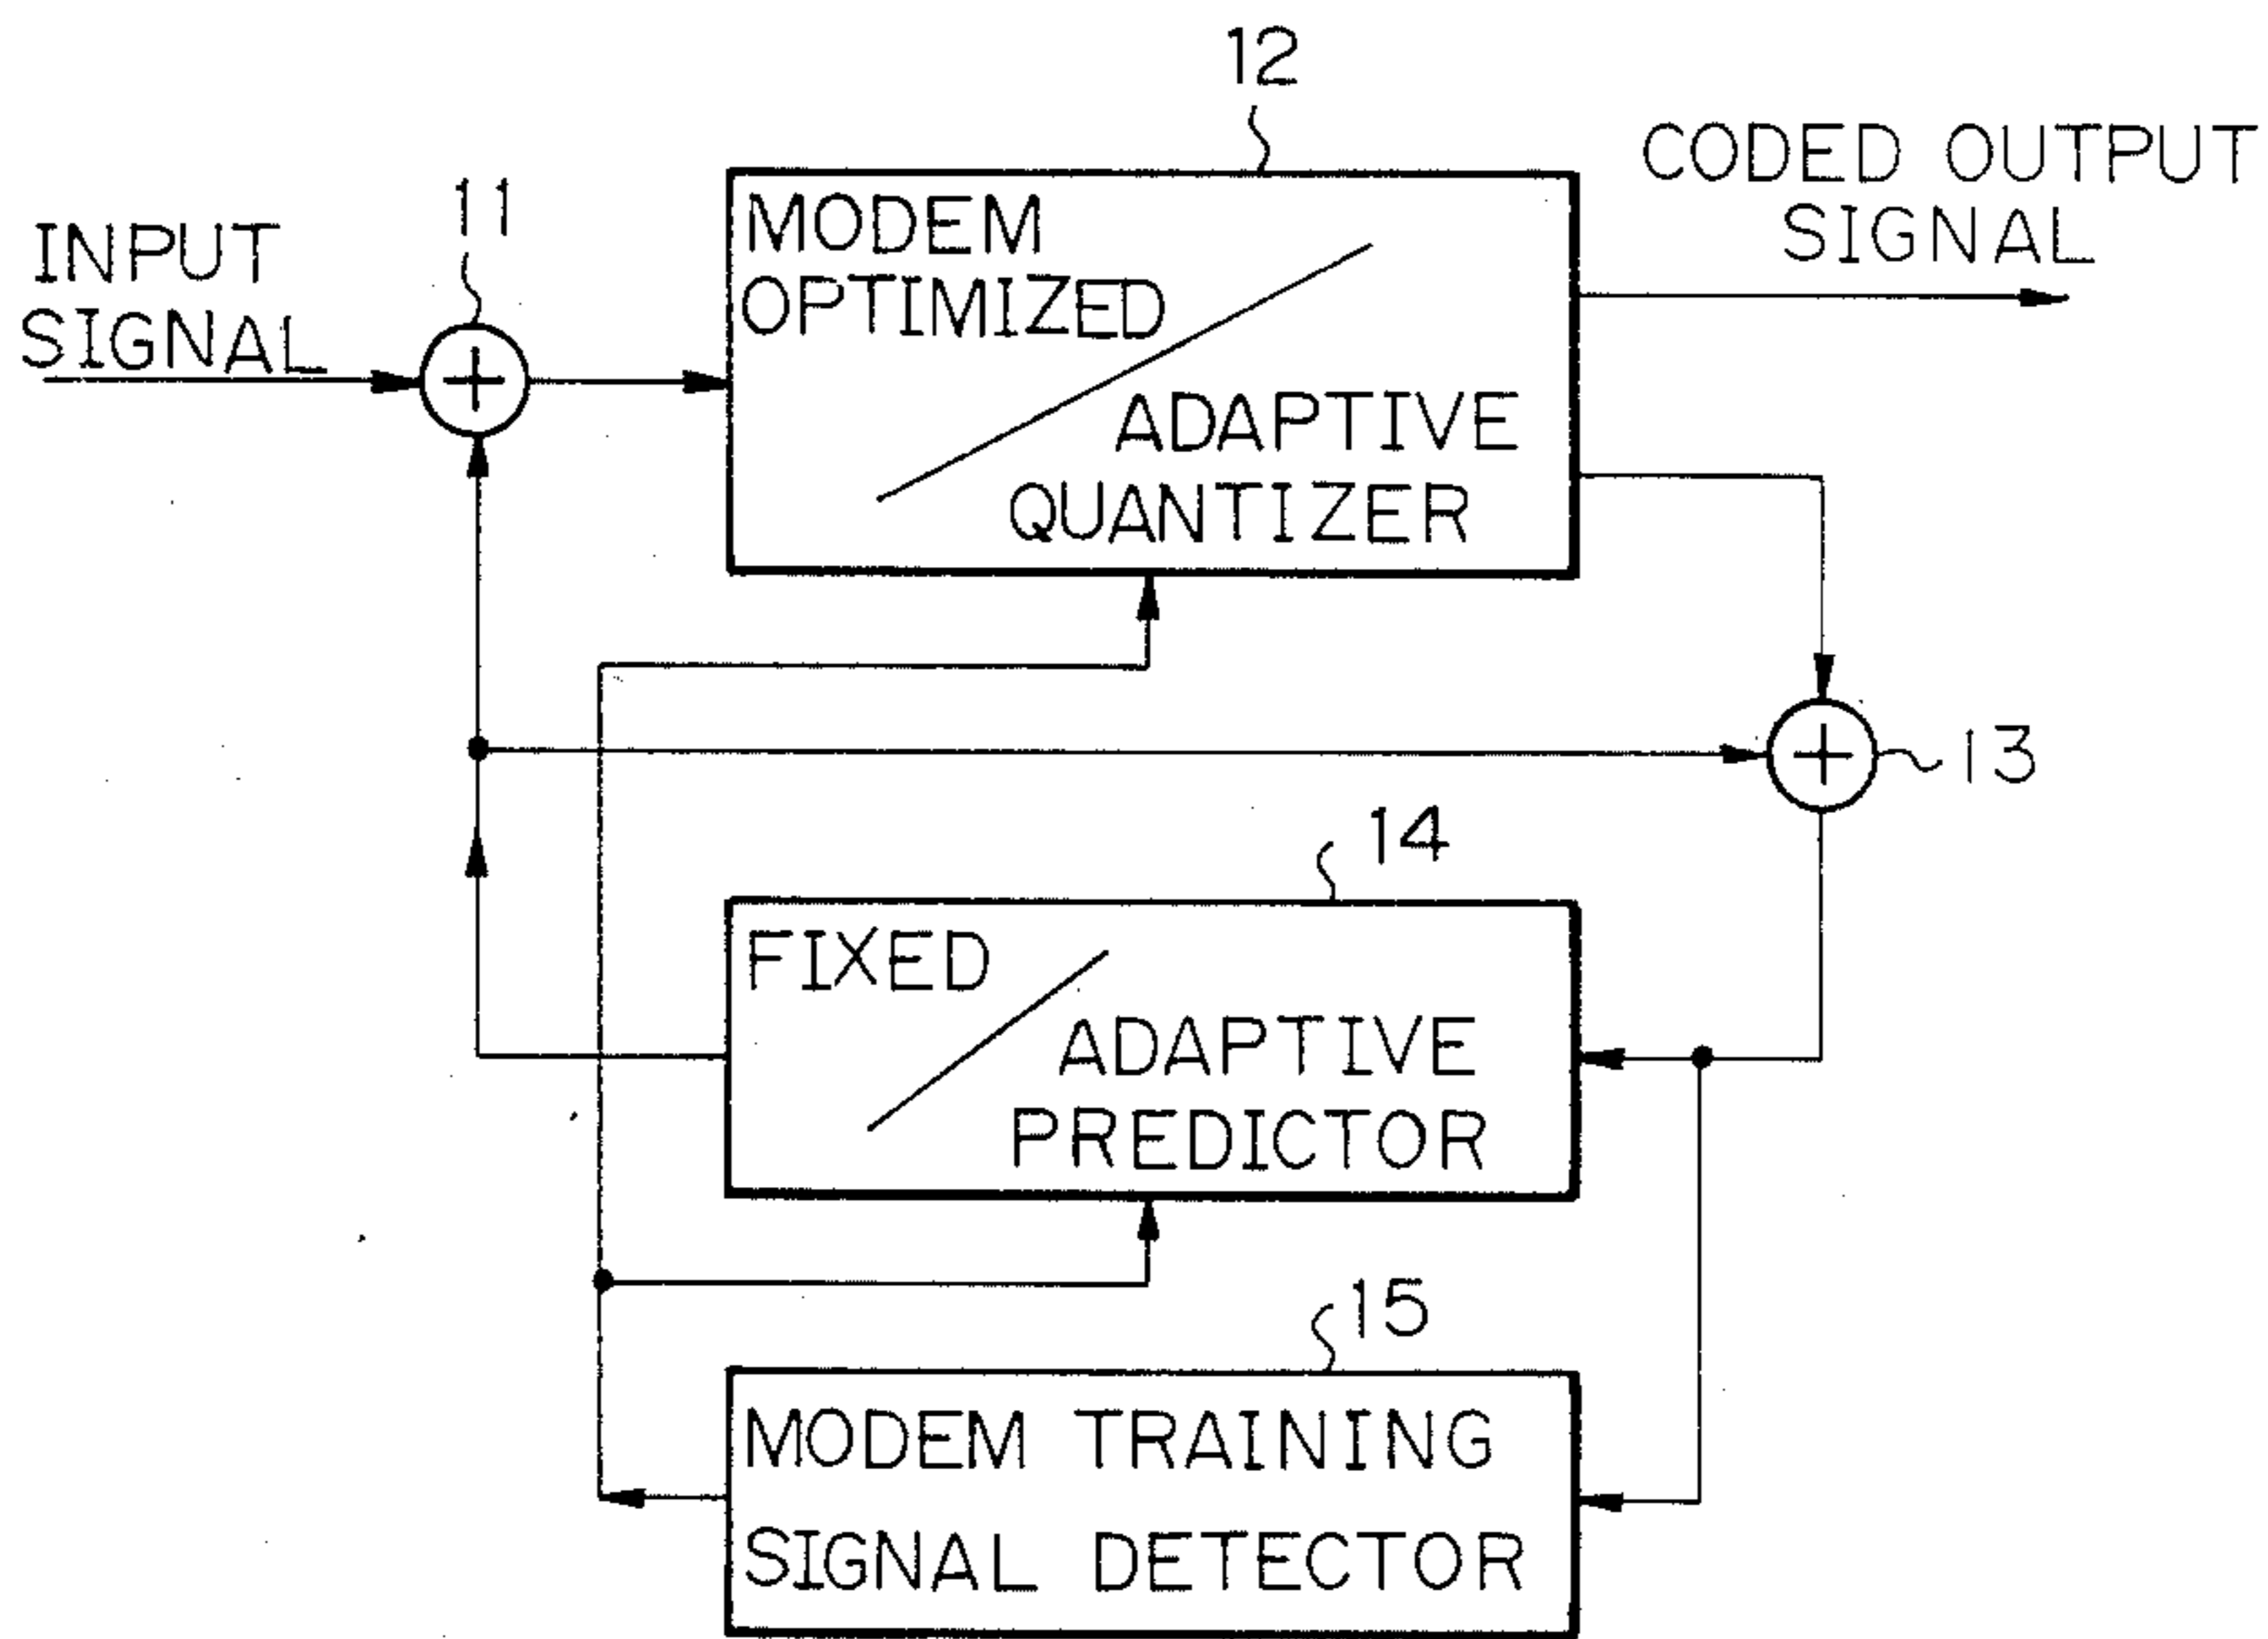 12
CODED OUTPUT
SIGNAL
11
INPUT
SIGNAL
MODEM
OPTIMIZED
ADAPTIVE
QUANTIZER
13
14
FIXED
ADAPTIVE
PREDICTOR
15
MODEM TRAINING
SIGNAL DETECTOR